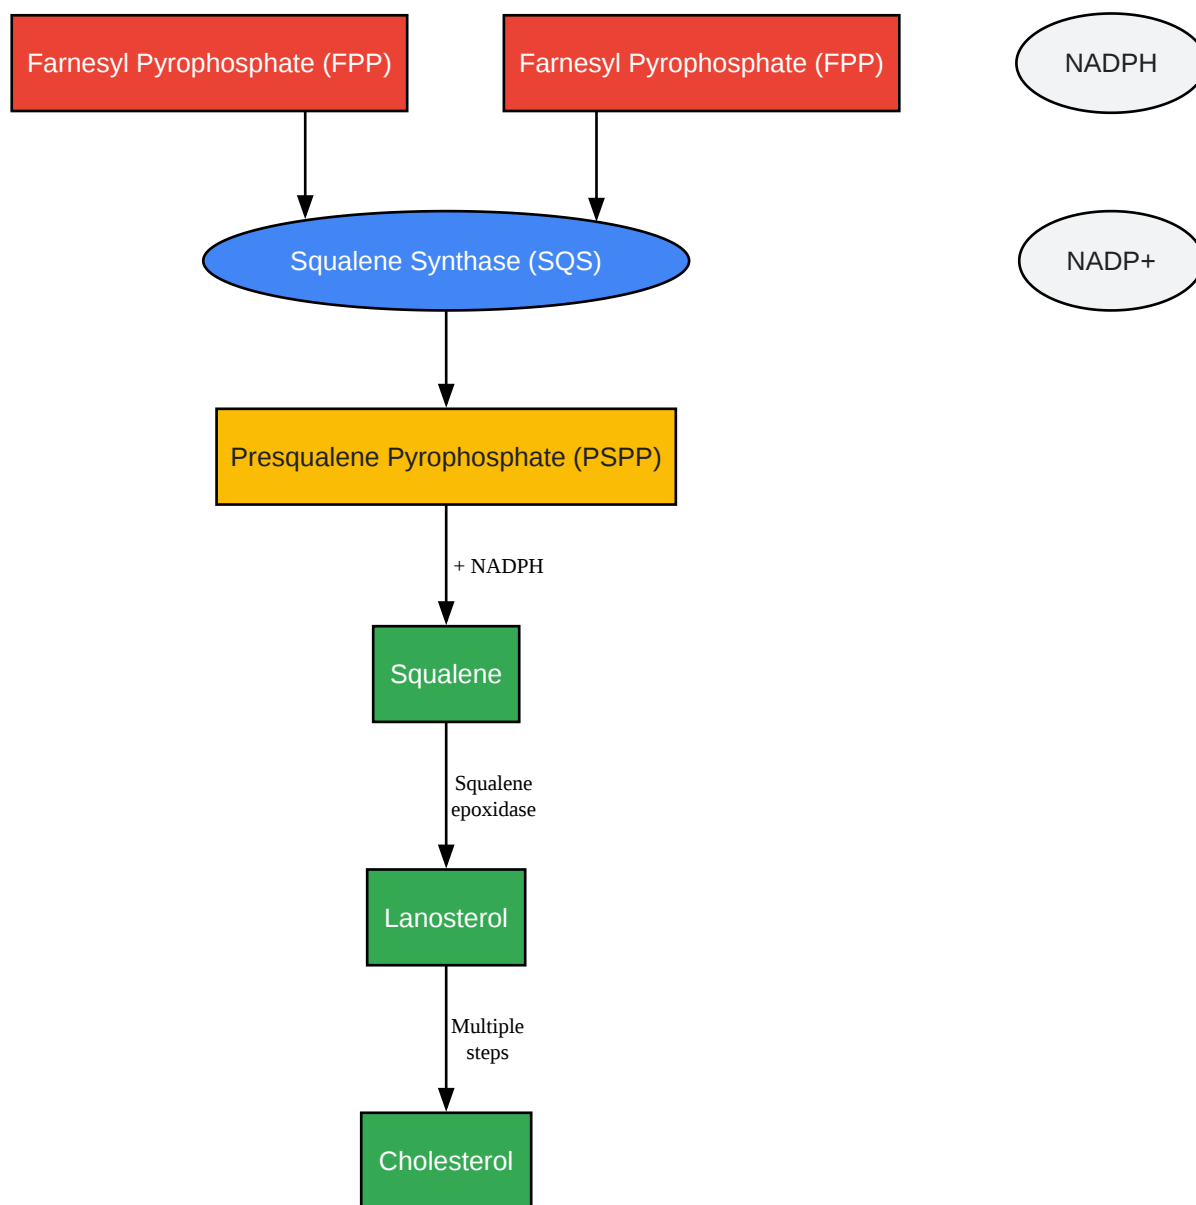 Farnesyl Pyrophosphate (FPP)
Farnesyl Pyrophosphate (FPP)
NADPH
Squalene Synthase (SQS)
NADP+
Presqualene Pyrophosphate (PSPP)
+ NADPH
Squalene
Squalene
epoxidase
Lanosterol
Multiple
steps
Cholesterol